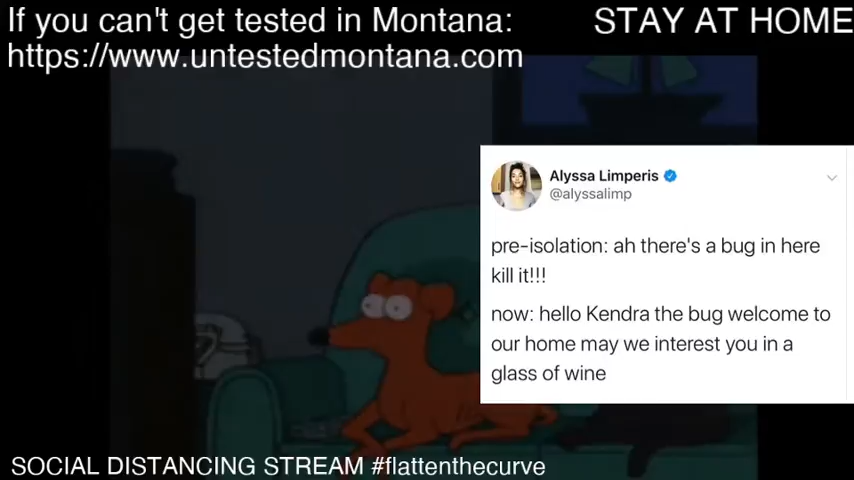 If you can't get tested in Montana:
https://www.untestedmontana.com
STAY AT HOME
Alyssa Limperis
@alyssalimp
pre-isolation: ah there's a bug in here
kill it!!!
now: hello Kendra the bug welcome to
our home may we interest you in a
glass of wine
SOCIAL DISTANCING STREAM #flattenthecurve